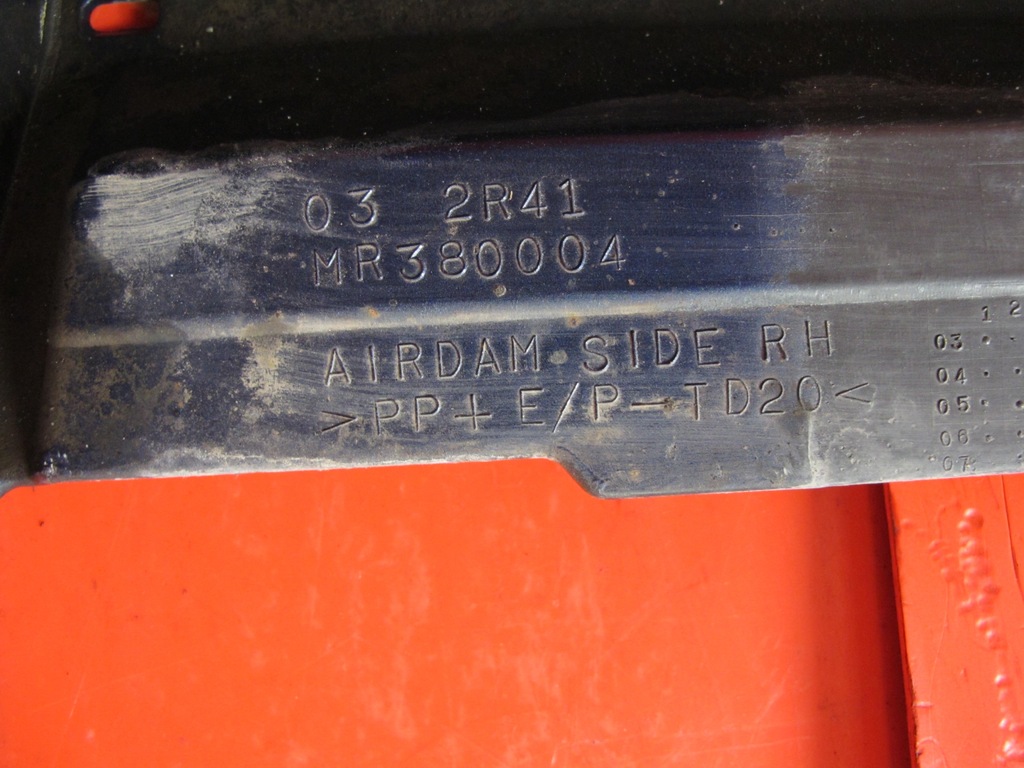 03 2R41
MR380004
AIRDAM SIDE RH
>PP+E/P-TD20<
1 2
03
04
05
06
07